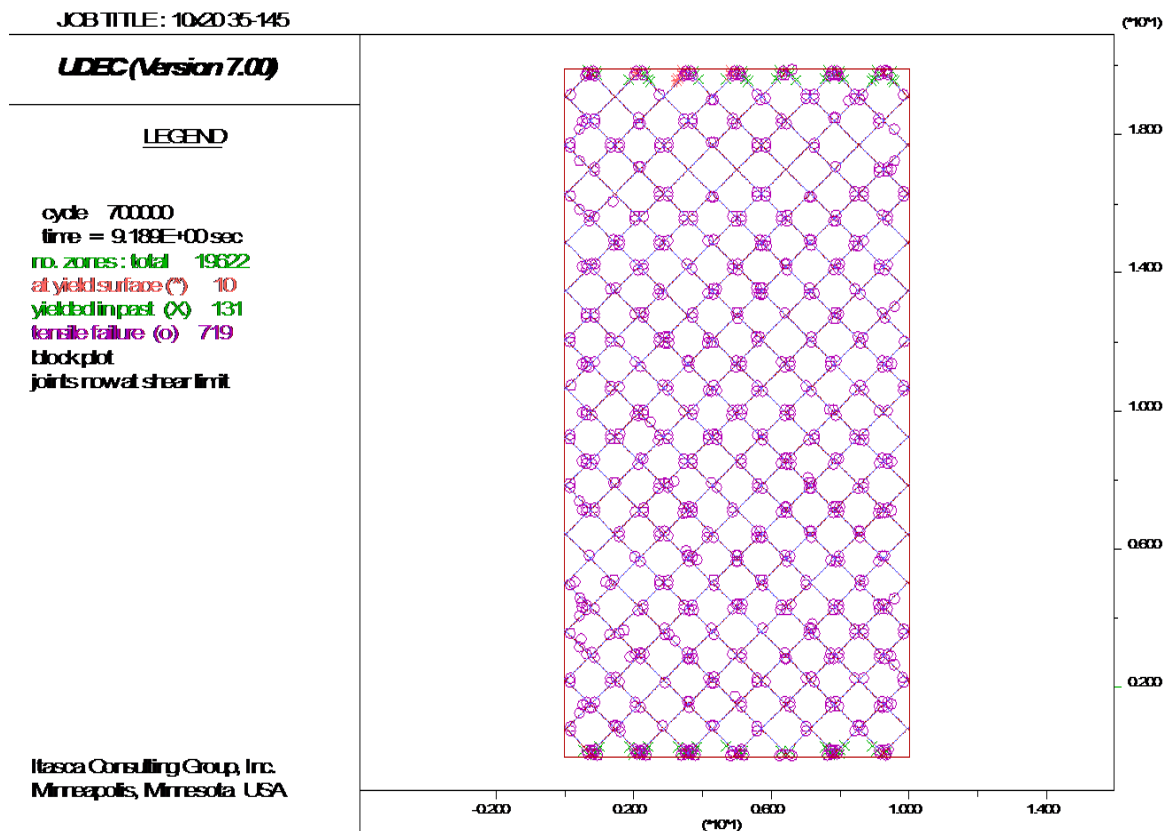 JOB TITLE : 10x20 35-145
(*10^1)
UDEC (Version 7.00)
LEGEND
cycle 700000
time = 9.189E+00 sec
no. zones : total 19622
at yield surface (*) 10
yielded in past (X) 131
tensile failure (o) 719
block plot
joints now at shear limit
1.800
1.400
1.000
0.600
0.200
Itasca Consulting Group, Inc.
Minneapolis, Minnesota USA
-0.200 0.200 0.600 1.000 1.400
(*10^1)